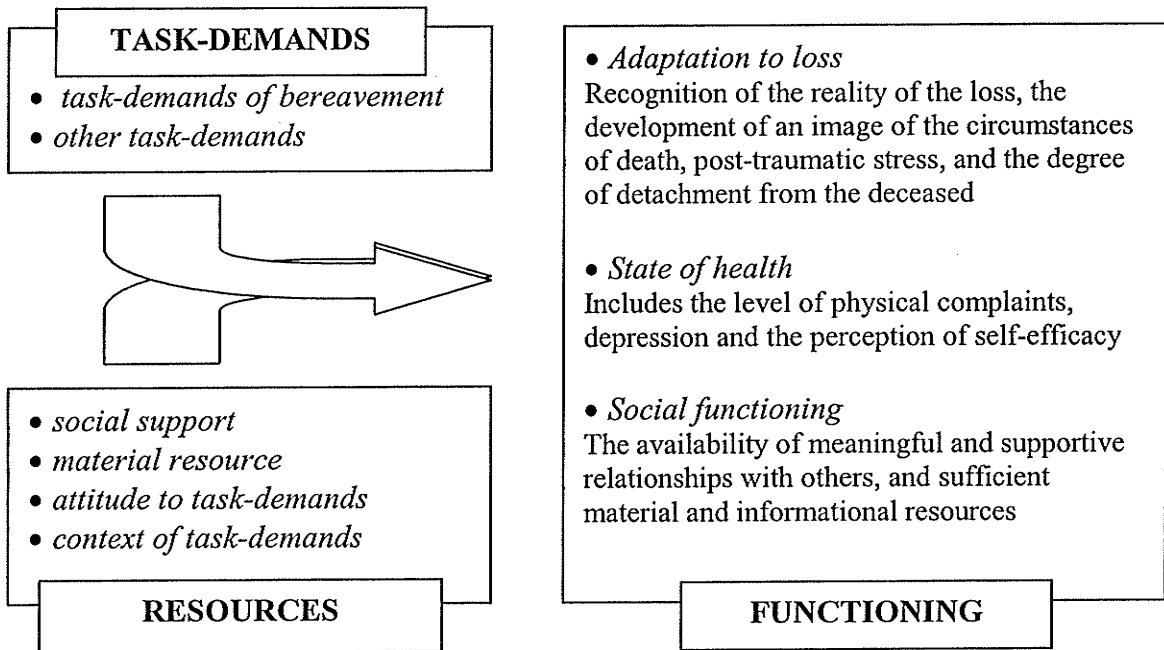 TASK-DEMANDS
• task-demands of bereavement
• other task-demands
• social support
• material resource
• attitude to task-demands
• context of task-demands
RESOURCES
• Adaptation to loss
Recognition of the reality of the loss, the
development of an image of the circumstances
of death, post-traumatic stress, and the degree
of detachment from the deceased
• State of health
Includes the level of physical complaints,
depression and the perception of self-efficacy
• Social functioning
The availability of meaningful and supportive
relationships with others, and sufficient
material and informational resources
FUNCTIONING